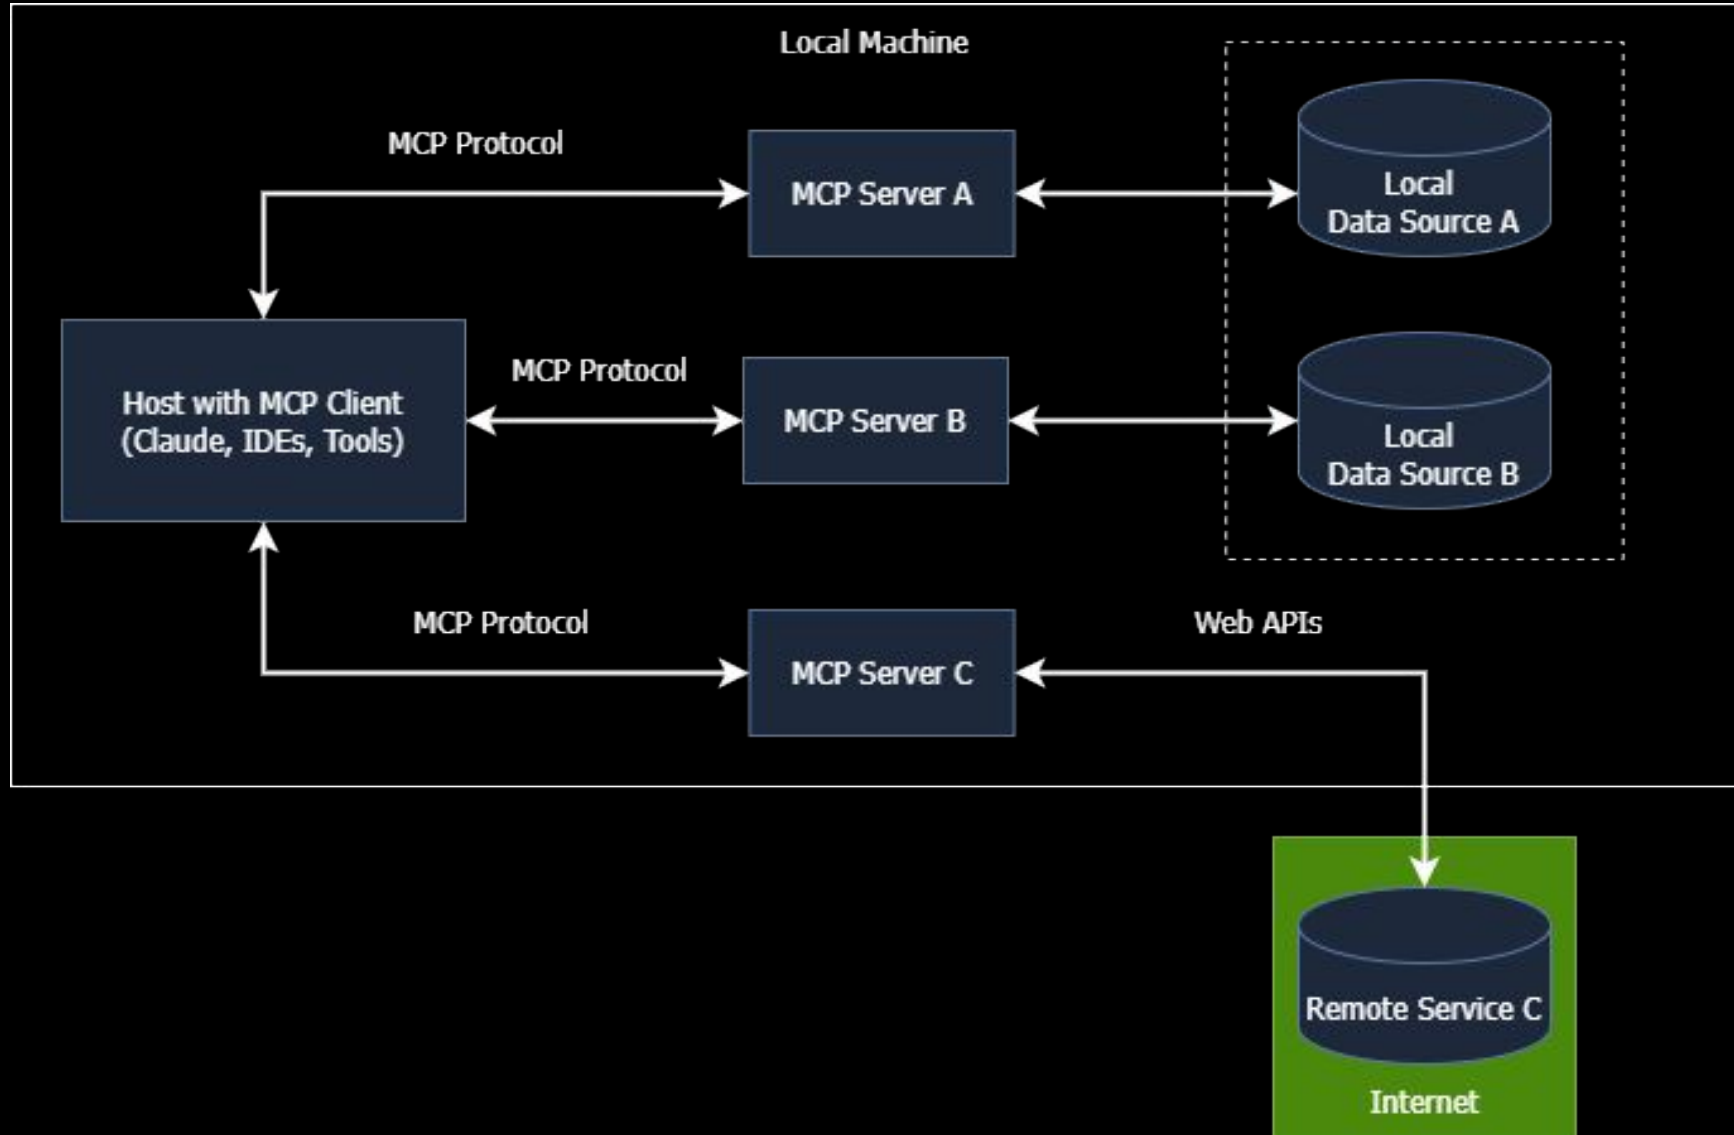 Local Machine
MCP Protocol
MCP Server A
Local
Data Source A
Host with MCP Client
(Claude, IDEs, Tools)
MCP Protocol
MCP Server B
Local
Data Source B
MCP Protocol
MCP Server C
Web APIs
Remote Service C
Internet